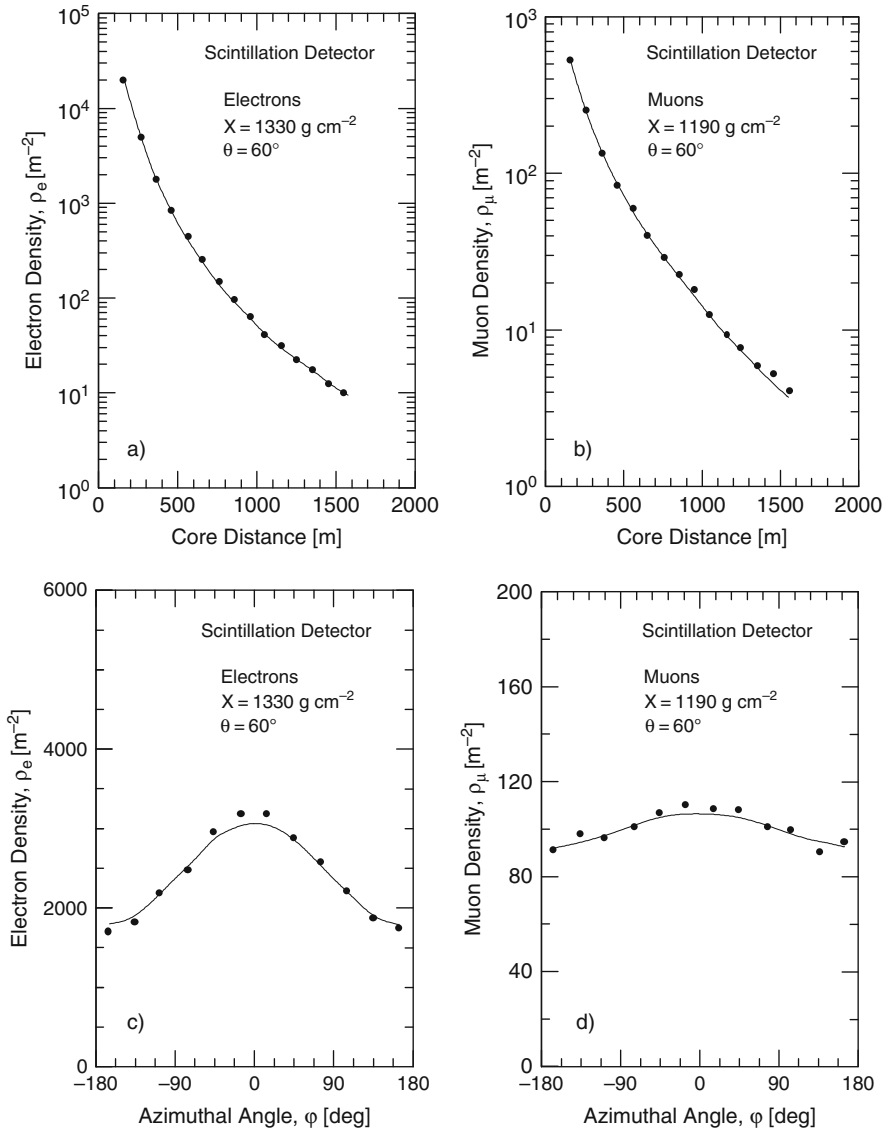 10⁵
10⁴
10³
10²
10¹
10⁰
Electron Density, ρₑ [m⁻²]
Scintillation Detector
Electrons
X = 1330 g cm⁻²
θ = 60°
a)
0 500 1000 1500 2000
Core Distance [m]
10³
10²
10¹
10⁰
Muon Density, ρ_μ [m⁻²]
Scintillation Detector
Muons
X = 1190 g cm⁻²
θ = 60°
b)
0 500 1000 1500 2000
Core Distance [m]
6000
4000
2000
0
Electron Density, ρₑ [m⁻²]
Scintillation Detector
Electrons
X = 1330 g cm⁻²
θ = 60°
c)
−180 −90 0 90 180
Azimuthal Angle, φ [deg]
200
160
120
80
40
0
Muon Density, ρ_μ [m⁻²]
Scintillation Detector
Muons
X = 1190 g cm⁻²
θ = 60°
d)
−180 −90 0 90 180
Azimuthal Angle, φ [deg]